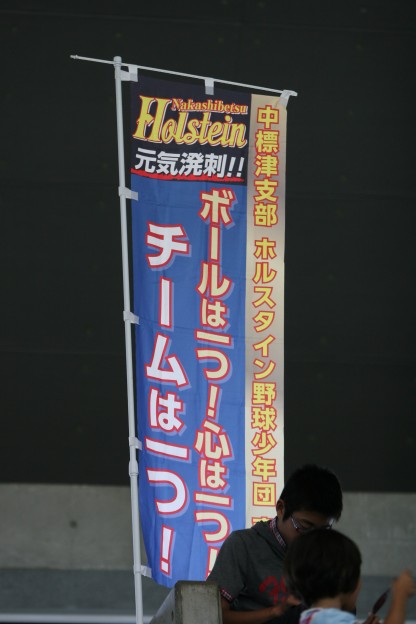 Nakashibetsu
Holstein
元気溌刺!!
中標津支部 ホルスタイン野球少年団
ボールは一つ！心は一つ！
チームは一つ！